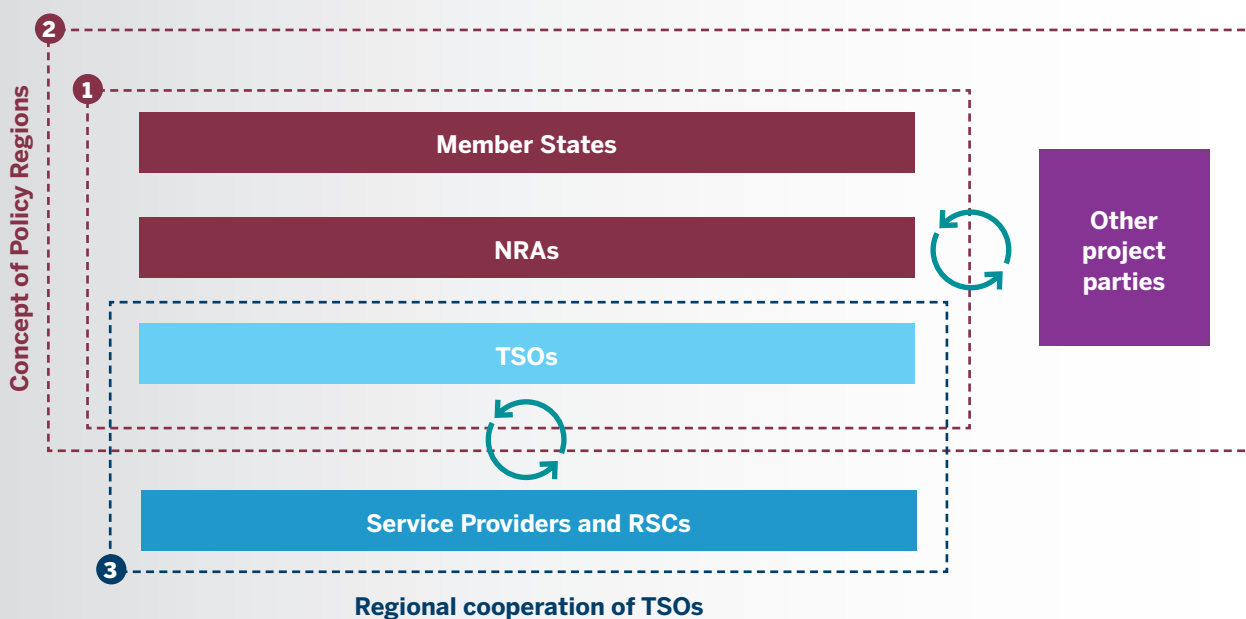 2
1
Concept of Policy Regions
Member States
NRAs
Other
project
parties
TSOs
Service Providers and RSCs
3
Regional cooperation of TSOs